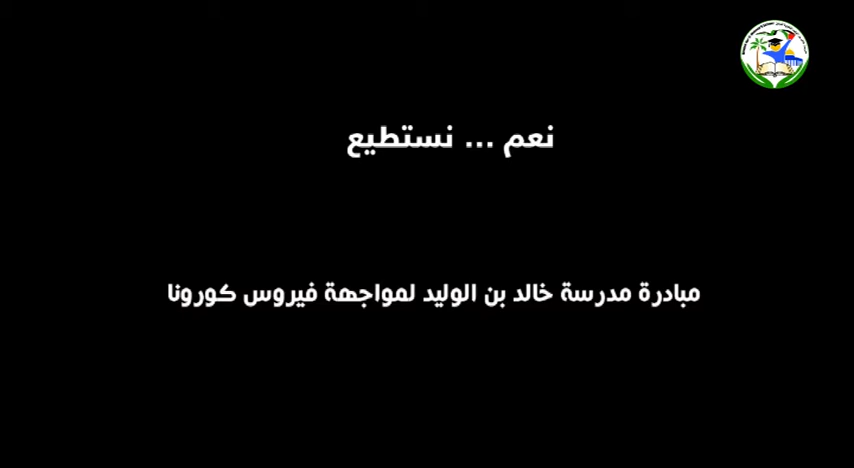 نعم ... نستطيع
مبادرة مدرسة خالد بن الوليد لمواجهة فيروس كورونا